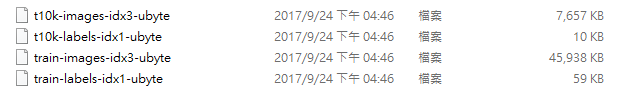 t10k-images-idx3-ubyte 2017/9/24 下午 04:46 檔案 7,657 KB
t10k-labels-idx1-ubyte 2017/9/24 下午 04:46 檔案 10 KB
train-images-idx3-ubyte 2017/9/24 下午 04:46 檔案 45,938 KB
train-labels-idx1-ubyte 2017/9/24 下午 04:46 檔案 59 KB